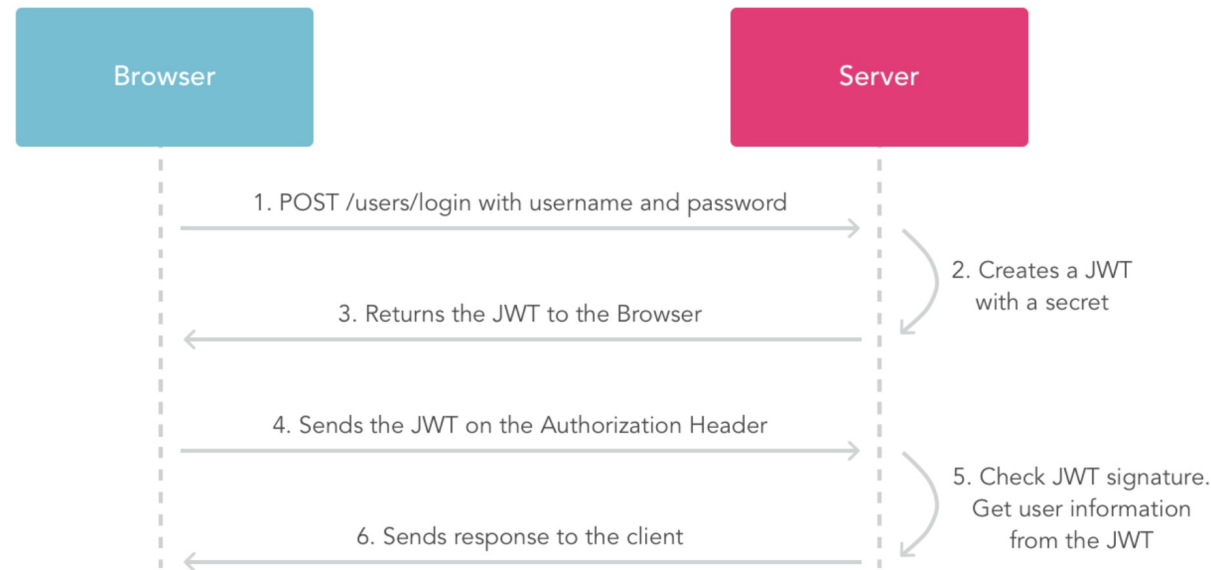 Browser
Server
1. POST /users/login with username and password
2. Creates a JWT
with a secret
3. Returns the JWT to the Browser
4. Sends the JWT on the Authorization Header
5. Check JWT signature.
Get user information
from the JWT
6. Sends response to the client